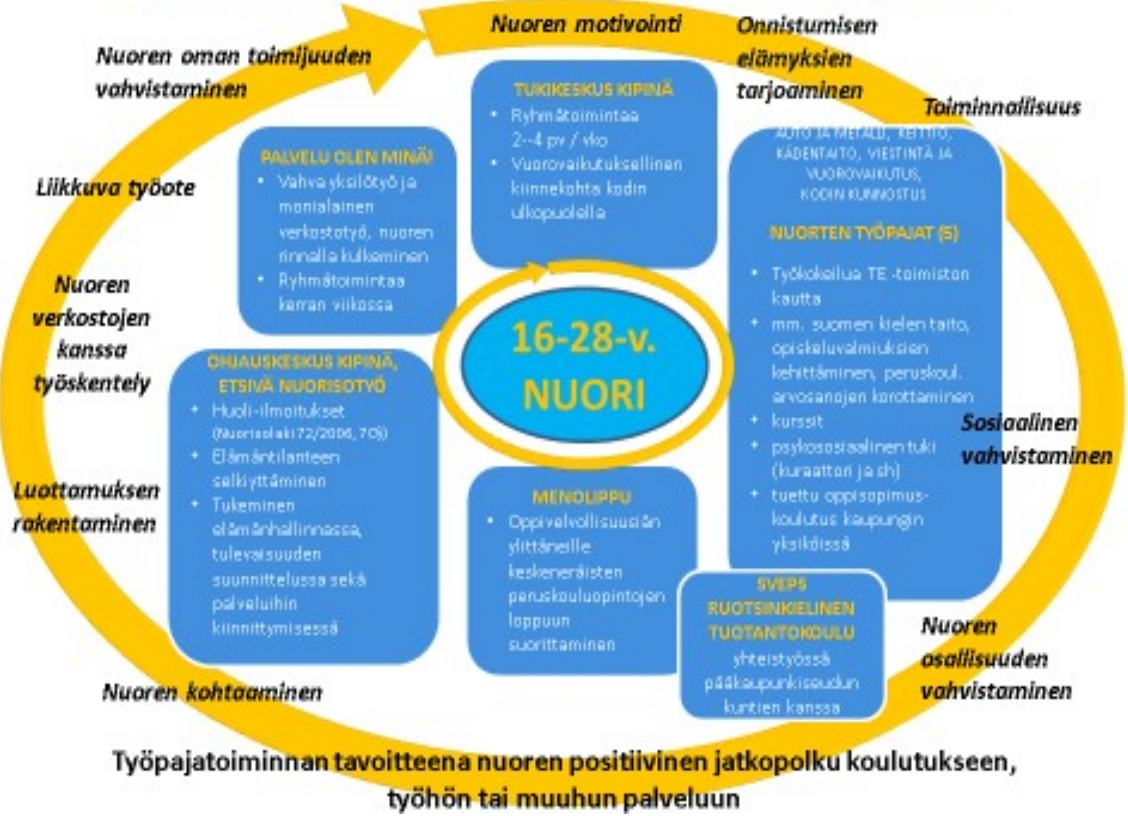 Nuoren motivointi
Onnistumisen
elämyksien
tarjoaminen
Toiminnallisuus
Nuoren oman toimijuuden
vahvistaminen
Liikkuva työote
Nuoren
verkostojen
kanssa
työskentely
Luottamuksen
rakentaminen
Nuoren kohtaaminen
Sosiaalinen
vahvistaminen
Nuoren
osallisuuden
vahvistaminen
TUKIKESKUS KIPINÄ
• Ryhmätoimintaa
2--4 pv / vko
• Vuorovaikutuksellinen
kiinnekohta kodin
ulkopuolella
PALVELU OLEN MINÄ!
• Vahva yksilötyö ja
monialainen
verkostotyö, nuoren
rinnalla kulkeminen
• Ryhmätoimintaa
kerran viikossa
AUTO JA METALLI, KEITTIÖ,
KÄDENTAITO, VIESTINTÄ JA
VUOROVAIKUTUS,
KODIN KUNNOSTUS
NUORTEN TYÖPAJAT (5)
• Työkokeilua TE -toimiston
kautta
• mm. suomen kielen taito,
opiskeluvalmiuksien
kehittäminen, peruskoul.
arvosanojen korottaminen
• kurssit
• psykososiaalinen tuki
(kuraattori ja sh)
• tuettu oppisopimus-
koulutus kaupungin
yksiköissä
16-28-v.
NUORI
OHJAUSKESKUS KIPINÄ,
ETSIVÄ NUORISOTYÖ
• Huoli-ilmoitukset
(Nuorisolaki 72/2006, 7C§)
• Elämäntilanteen
selkiyttäminen
• Tukeminen
elämänhallinnassa,
tulevaisuuden
suunnittelussa sekä
palveluihin
kiinnittymisessä
MENOLIPPU
• Oppivelvollisuusiän
ylittäneille
keskeneräisten
peruskouluopintojen
loppuun
suorittaminen
SVEPS
RUOTSINKIELINEN
TUOTANTOKOULU
yhteistyössä
pääkaupunkiseudun
kuntien kanssa
Työpajatoiminnan tavoitteena nuoren positiivinen jatkopolku koulutukseen,
työhön tai muuhun palveluun